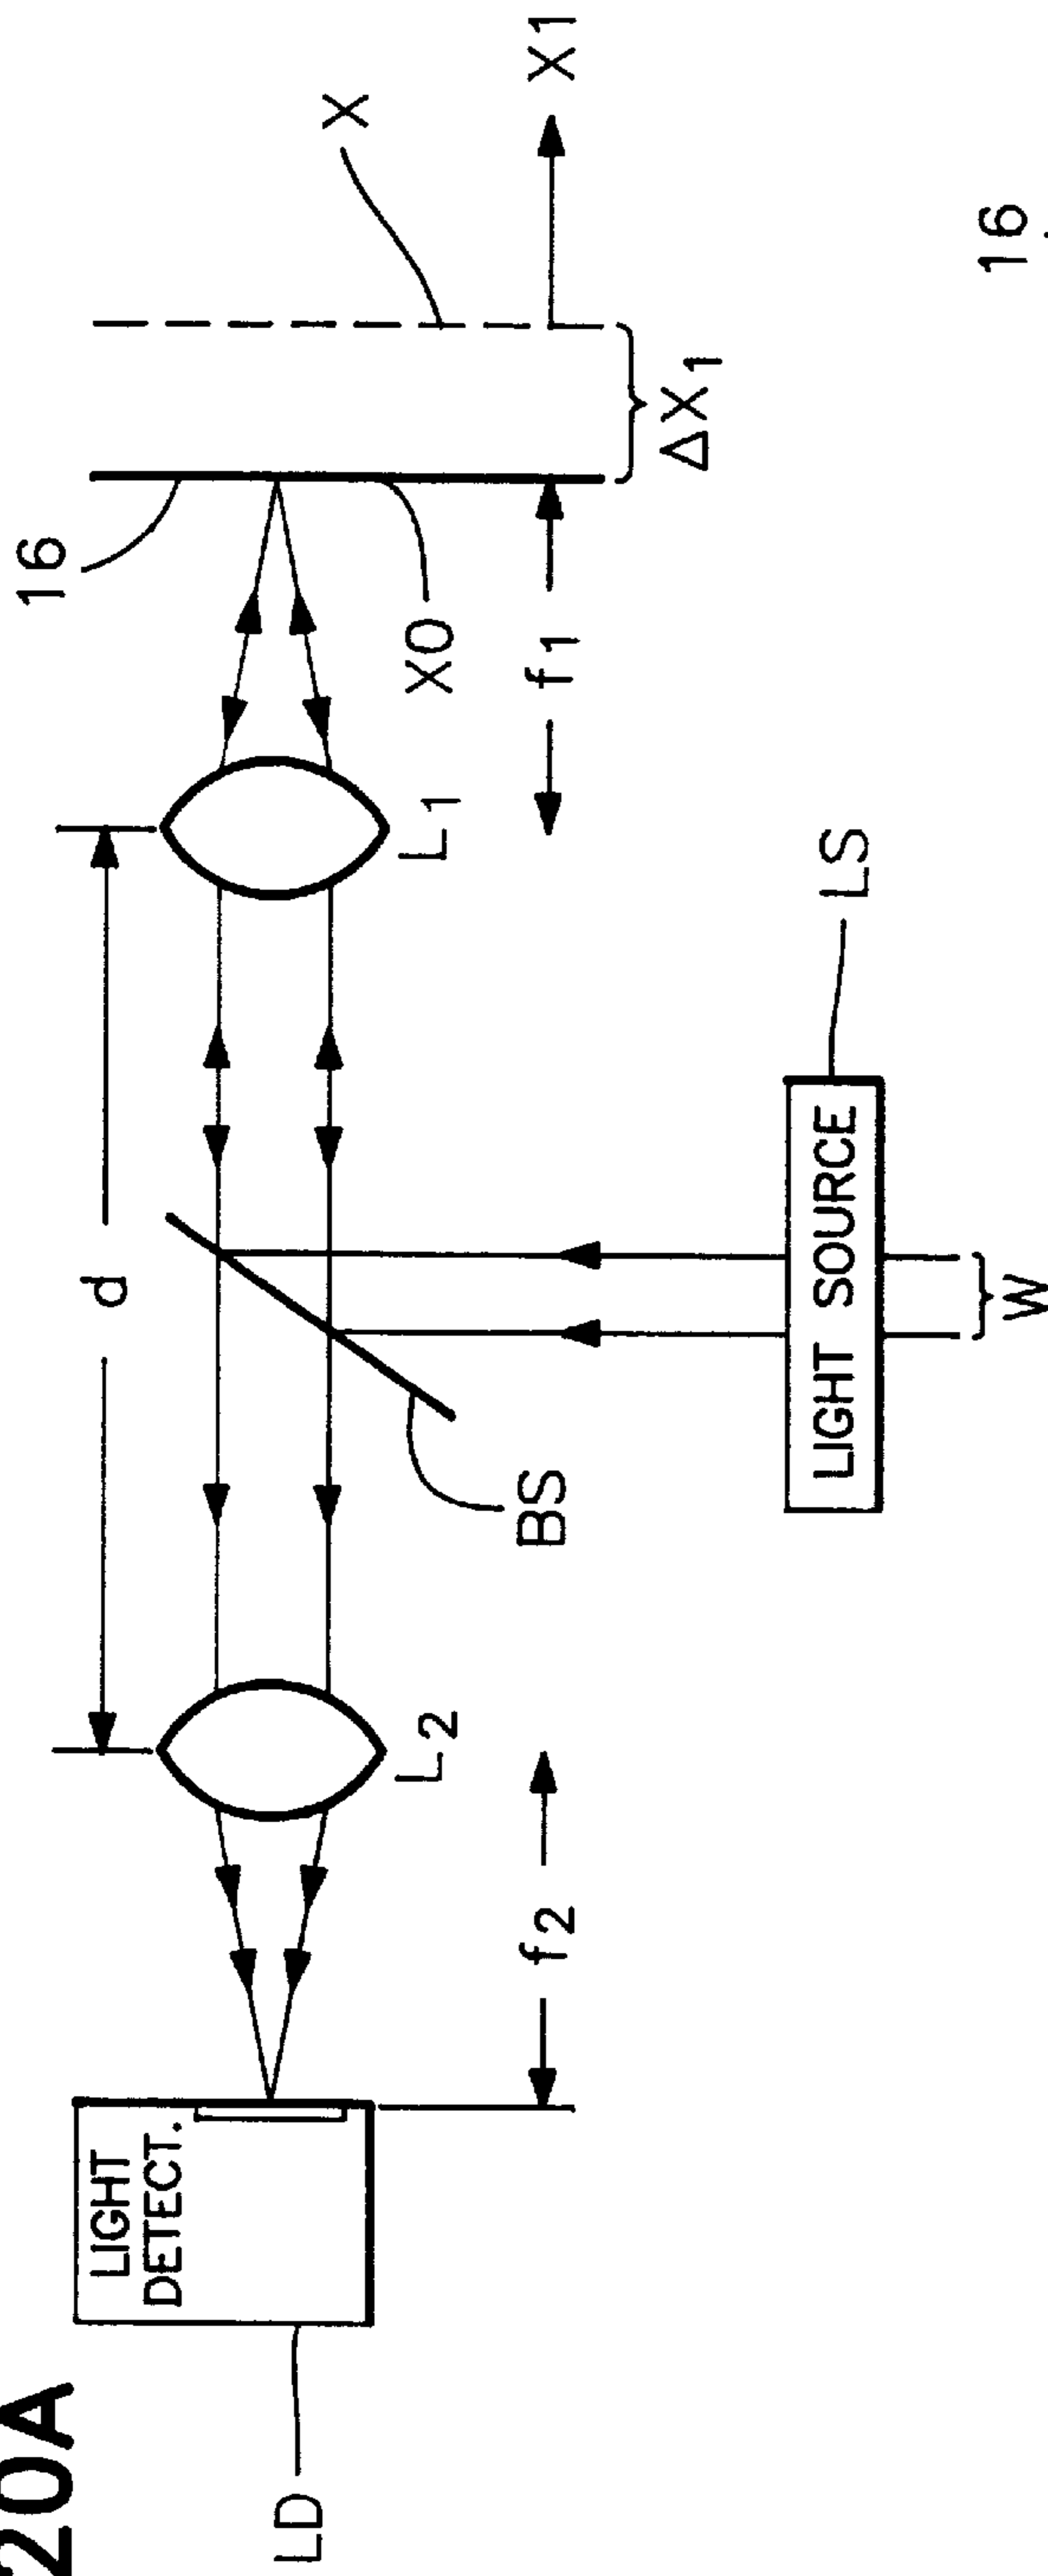 20A
16
X
X1
16
ΔX1
X0
f1
d
L1
LS
LIGHT SOURCE
W
BS
L2
f2
LIGHT
DETECT.
LD